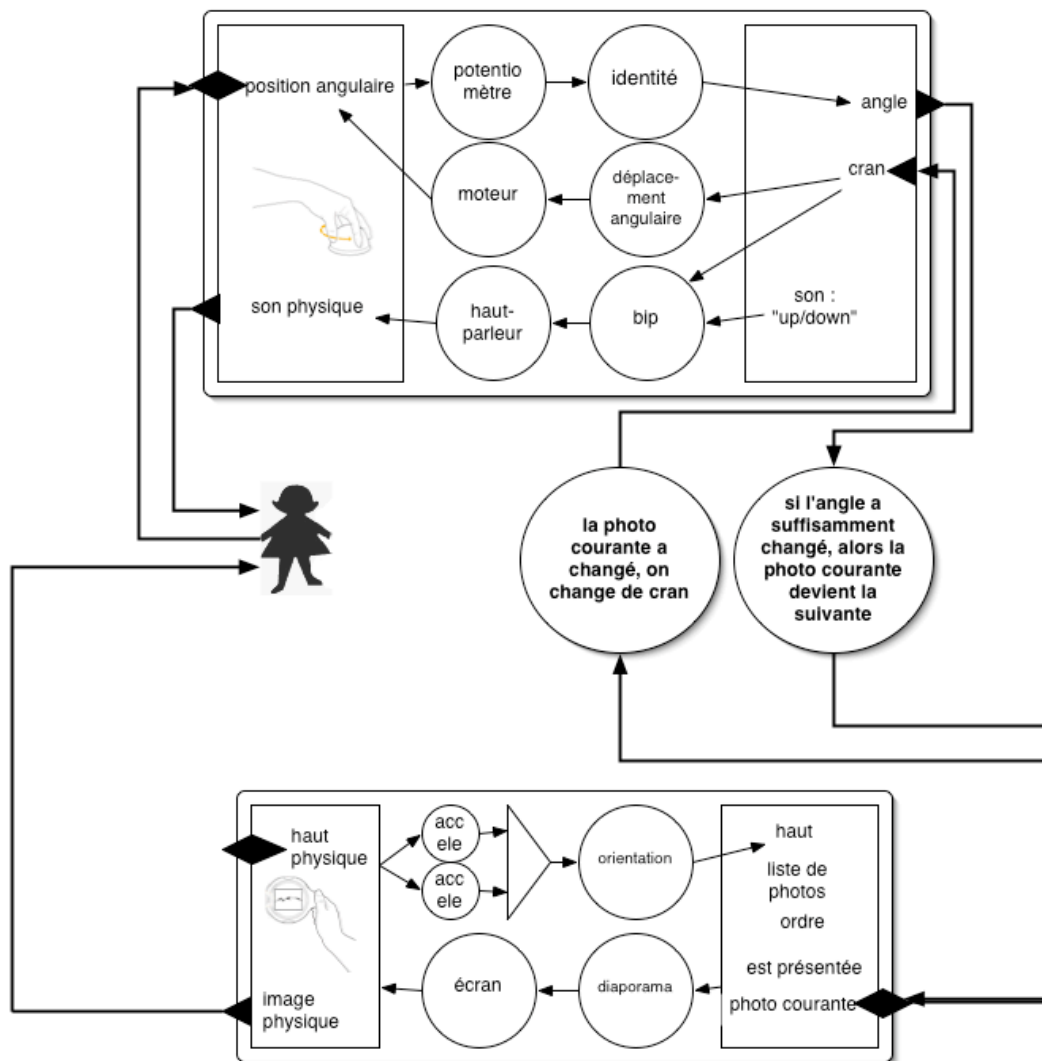 position angulaire
potentio
mètre
identité
angle
moteur
déplace-
ment
angulaire
cran
son physique
haut-
parleur
bip
son :
"up/down"
la photo
courante a
changé, on
change de cran
si l'angle a
suffisamment
changé, alors la
photo courante
devient la
suivante
haut
physique
acc
ele
acc
ele
orientation
haut
liste de
photos
ordre
image
physique
écran
diaporama
est présentée
photo courante